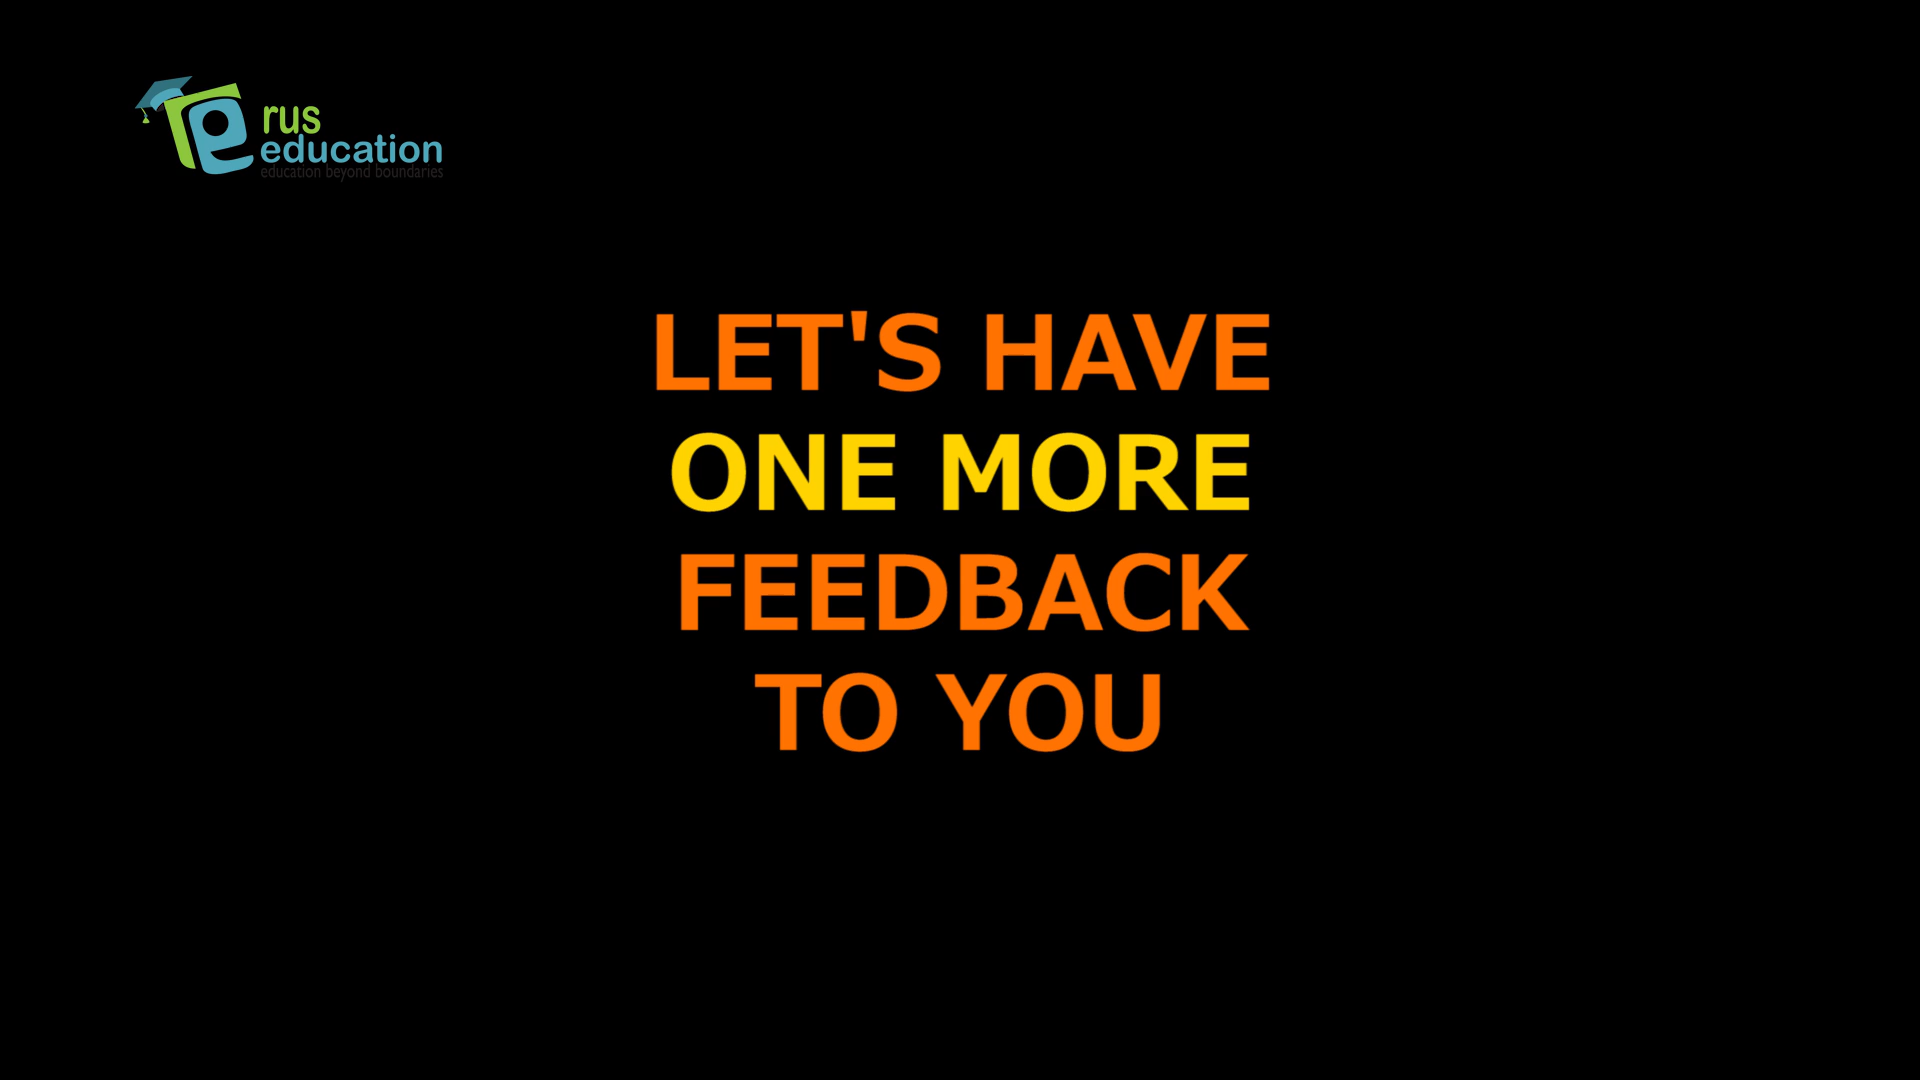 rus
education
education beyond boundaries
LET'S HAVE
ONE MORE
FEEDBACK
TO YOU